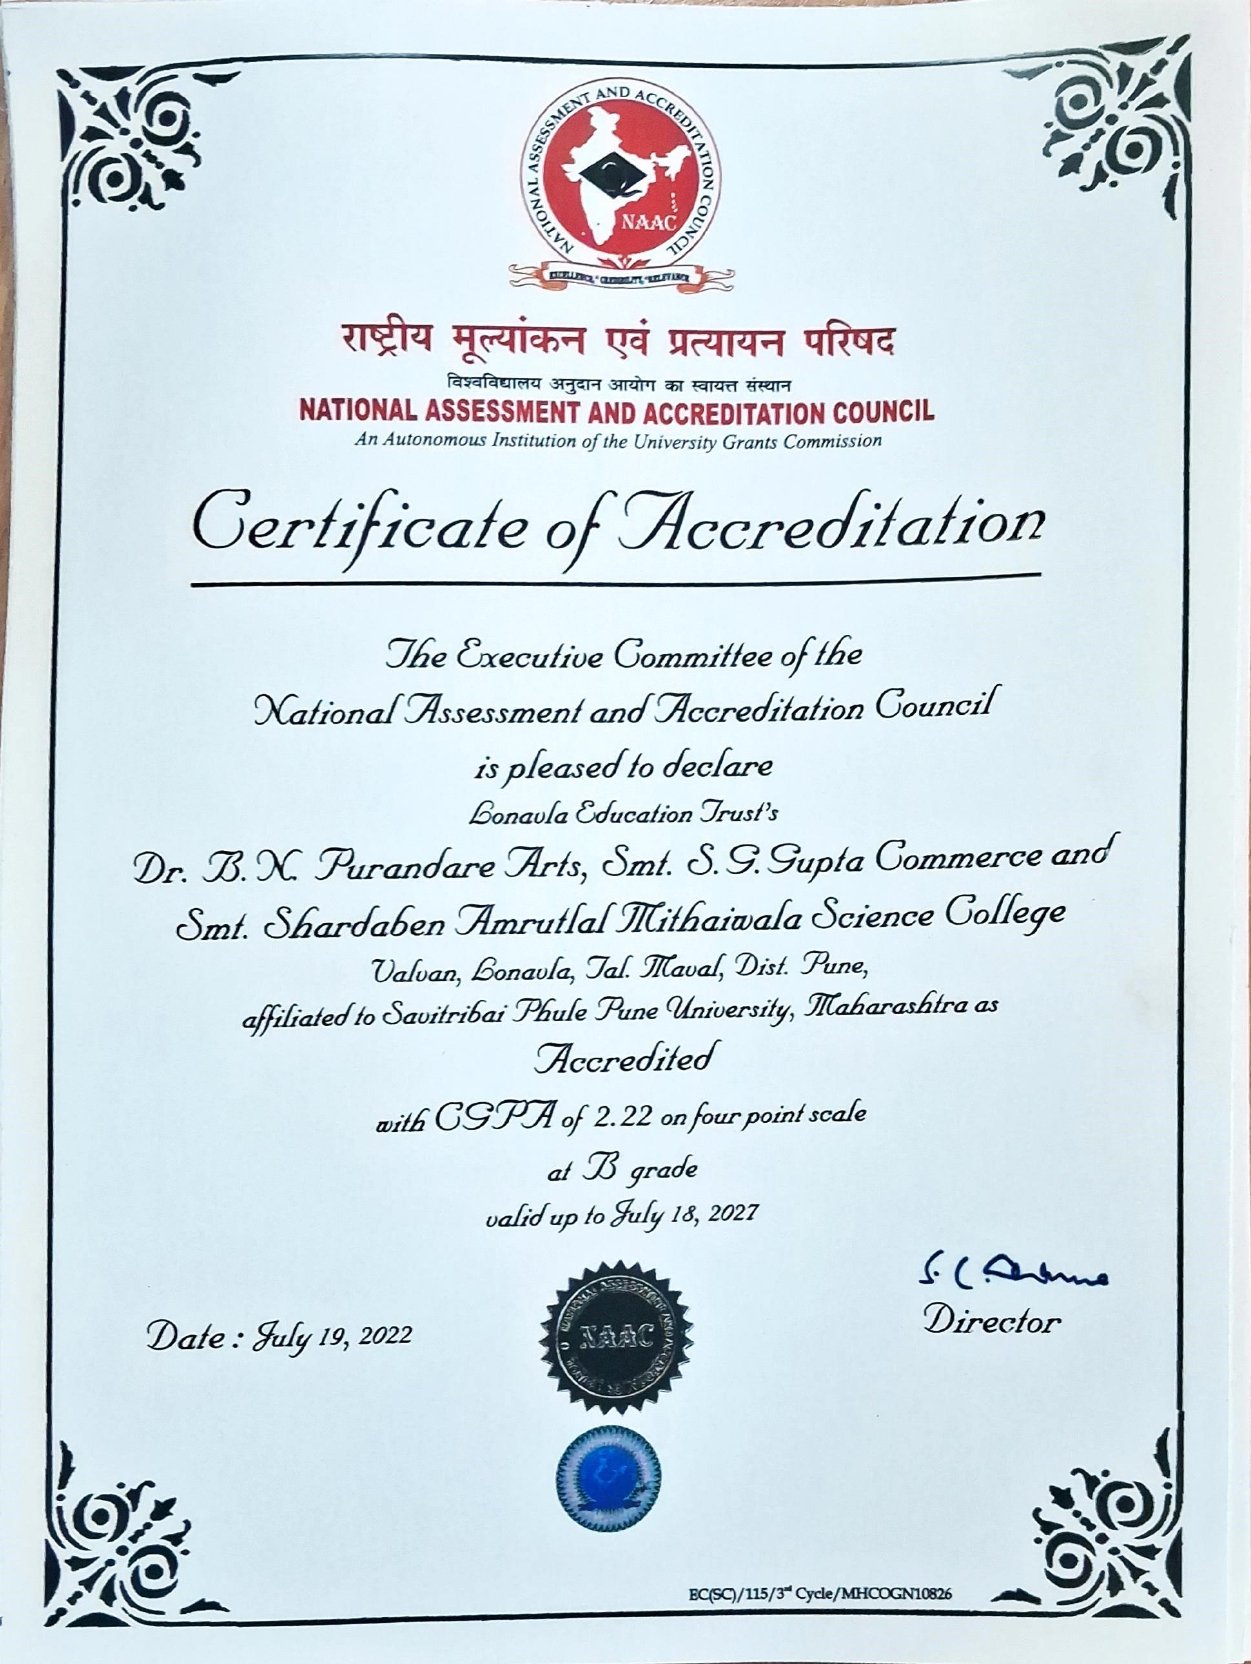 NATIONAL ASSESSMENT AND ACCREDITATION COUNCIL
NAAC
EXCELLENCE * CREDIBILITY * RELEVANCE
राष्ट्रीय मूल्यांकन एवं प्रत्यायन परिषद
विश्वविद्यालय अनुदान आयोग का स्वायत्त संस्थान
NATIONAL ASSESSMENT AND ACCREDITATION COUNCIL
An Autonomous Institution of the University Grants Commission
Certificate of Accreditation
The Executive Committee of the
National Assessment and Accreditation Council
is pleased to declare
Lonavla Education Trust's
Dr. B. N. Purandare Arts, Smt. S. G. Gupta Commerce and
Smt. Shardaben Amrutlal Mithaiwala Science College
Valvan, Lonavla, Tal. Maval, Dist. Pune,
affiliated to Savitribai Phule Pune University, Maharashtra as
Accredited
with CGPA of 2.22 on four point scale
at B grade
valid up to July 18, 2027
Date : July 19, 2022
NAAC
Director
EC(SC)/115/3rd Cycle/MHCOGN10826